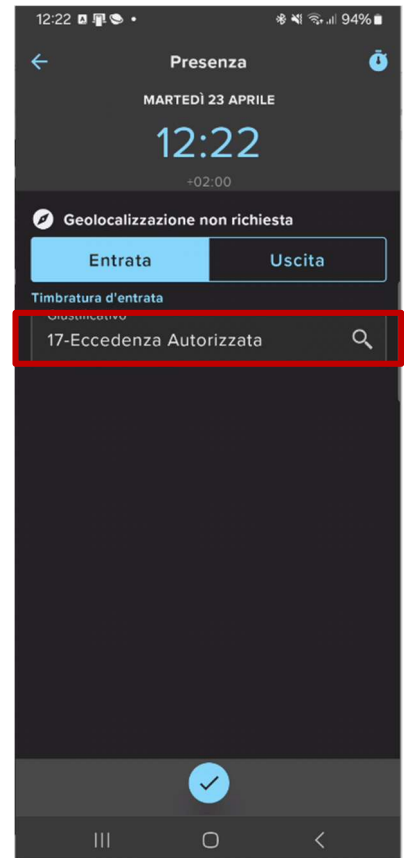 12:22 94%
Presenza
MARTEDÌ 23 APRILE
12:22
+02:00
Geolocalizzazione non richiesta
Entrata Uscita
Timbratura d'entrata
Giustificativo
17-Eccedenza Autorizzata